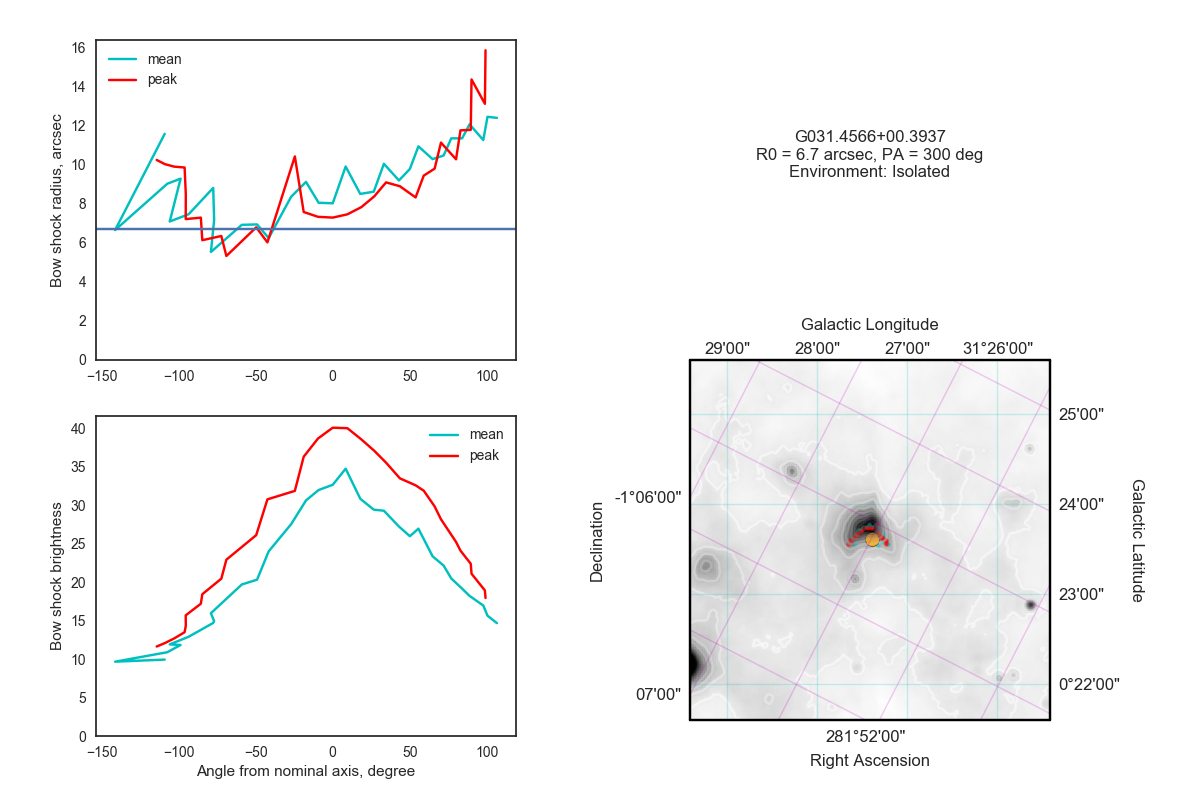 16
14
12
10
8
6
4
2
0
Bow shock radius, arcsec
mean
peak
−150
−100
−50
0
50
100
40
35
30
25
20
15
10
5
0
Bow shock brightness
mean
peak
−150
−100
−50
0
50
100
Angle from nominal axis, degree
G031.4566+00.3937
R0 = 6.7 arcsec, PA = 300 deg
Environment: Isolated
Galactic Longitude
29'00" 28'00" 27'00" 31°26'00"
25'00"
24'00"
23'00"
0°22'00"
Galactic Latitude
-1°06'00"
07'00"
Declination
281°52'00"
Right Ascension